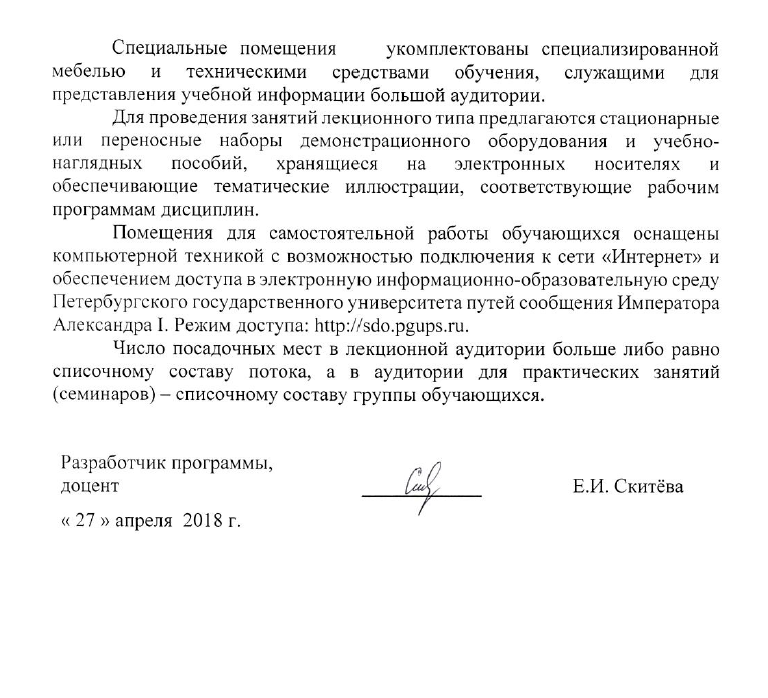 Специальные помещения укомплектованы специализированной
мебелью и техническими средствами обучения, служащими для
представления учебной информации большой аудитории.
Для проведения занятий лекционного типа предлагаются стационарные
или переносные наборы демонстрационного оборудования и учебно-
наглядных пособий, хранящиеся на электронных носителях и
обеспечивающие тематические иллюстрации, соответствующие рабочим
программам дисциплин.
Помещения для самостоятельной работы обучающихся оснащены
компьютерной техникой с возможностью подключения к сети «Интернет» и
обеспечением доступа в электронную информационно-образовательную среду
Петербургского государственного университета путей сообщения Императора
Александра I. Режим доступа: http://sdo.pgups.ru.
Число посадочных мест в лекционной аудитории больше либо равно
списочному составу потока, а в аудитории для практических занятий
(семинаров) – списочному составу группы обучающихся.
Разработчик программы,
доцент Е.И. Скитёва
« 27 » апреля 2018 г.